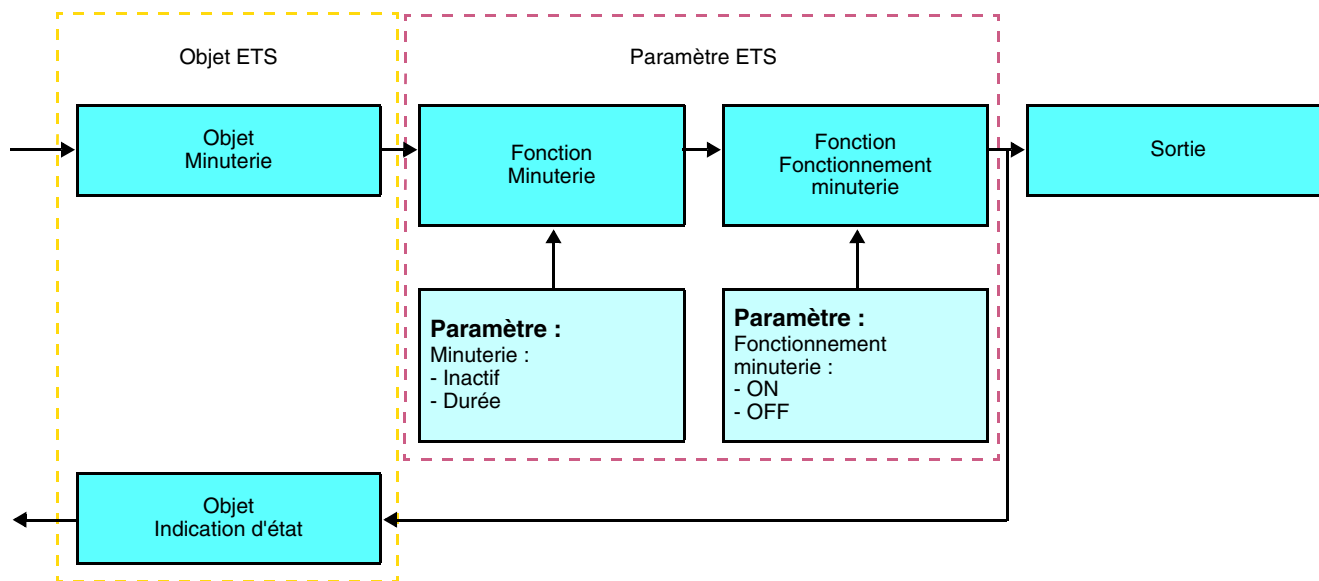 Objet ETS
Paramètre ETS
Objet
Minuterie
Fonction
Minuterie
Fonction
Fonctionnement
minuterie
Sortie
Paramètre :
Minuterie :
- Inactif
- Durée
Paramètre :
Fonctionnement
minuterie :
- ON
- OFF
Objet
Indication d'état